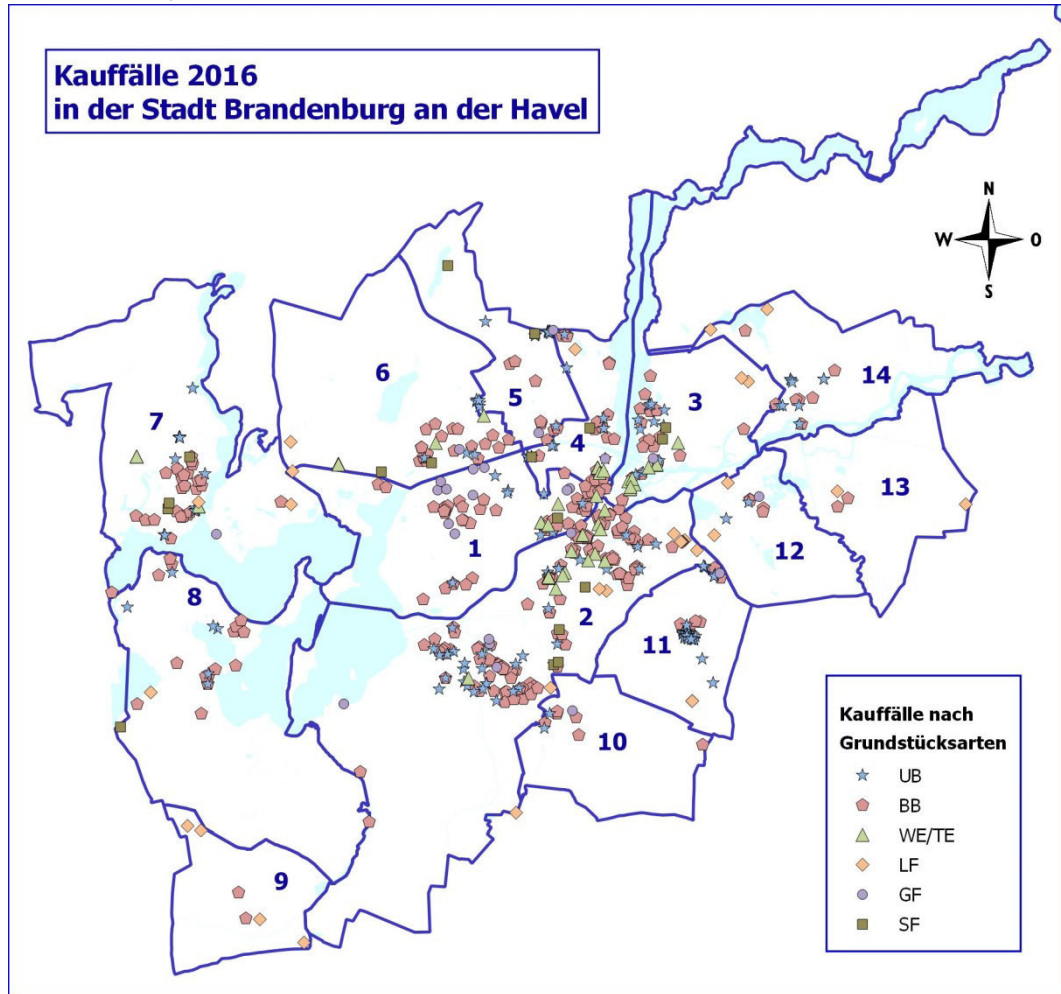 Kauffälle 2016
in der Stadt Brandenburg an der Havel
N
W O
S
6
5
14
3
7
4
13
1
12
8
2
11
10
9
Kauffälle nach
Grundstücksarten
UB
BB
WE/TE
LF
GF
SF